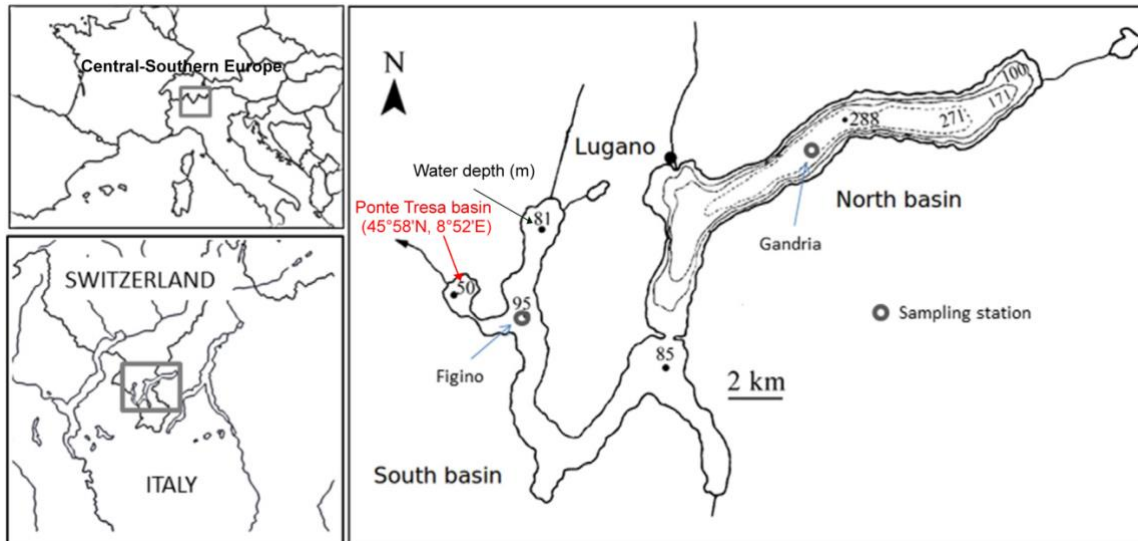 Central-Southern Europe
SWITZERLAND
ITALY
N
Lugano
Water depth (m)
Ponte Tresa basin
(45°58'N, 8°52'E)
81
50
95
Figino
South basin
85
2 km
100
171
271
288
North basin
Gandria
Sampling station